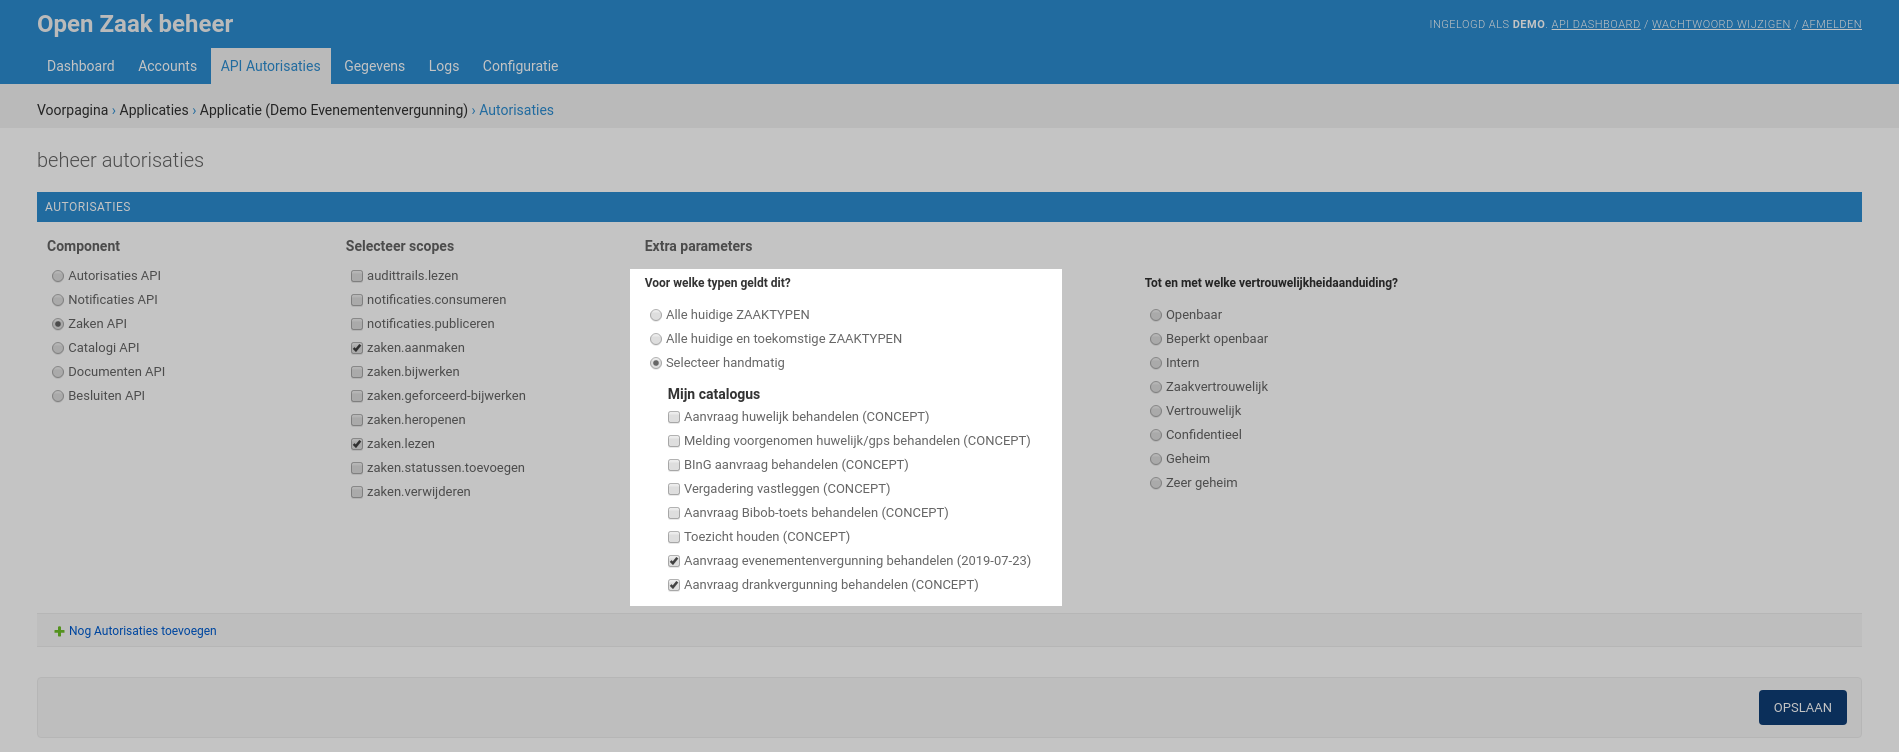 Open Zaak beheer
INGELOGD ALS DEMO. API DASHBOARD / WACHTWOORD WIJZIGEN / AFMELDEN
Dashboard Accounts API Autorisaties Gegevens Logs Configuratie
Voorpagina › Applicaties › Applicatie (Demo Evenementenvergunning) › Autorisaties
beheer autorisaties
AUTORISATIES
Component
Autorisaties API
Notificaties API
Zaken API
Catalogi API
Documenten API
Besluiten API
Selecteer scopes
audittrails.lezen
notificaties.consumeren
notificaties.publiceren
zaken.aanmaken
zaken.bijwerken
zaken.geforceerd-bijwerken
zaken.heropenen
zaken.lezen
zaken.statussen.toevoegen
zaken.verwijderen
Extra parameters
Voor welke typen geldt dit?
Alle huidige ZAAKTYPEN
Alle huidige en toekomstige ZAAKTYPEN
Selecteer handmatig
Mijn catalogus
Aanvraag huwelijk behandelen (CONCEPT)
Melding voorgenomen huwelijk/gps behandelen (CONCEPT)
BInG aanvraag behandelen (CONCEPT)
Vergadering vastleggen (CONCEPT)
Aanvraag Bibob-toets behandelen (CONCEPT)
Toezicht houden (CONCEPT)
Aanvraag evenementenvergunning behandelen (2019-07-23)
Aanvraag drankvergunning behandelen (CONCEPT)
Tot en met welke vertrouwelijkheidaanduiding?
Openbaar
Beperkt openbaar
Intern
Zaakvertrouwelijk
Vertrouwelijk
Confidentieel
Geheim
Zeer geheim
Nog Autorisaties toevoegen
OPSLAAN